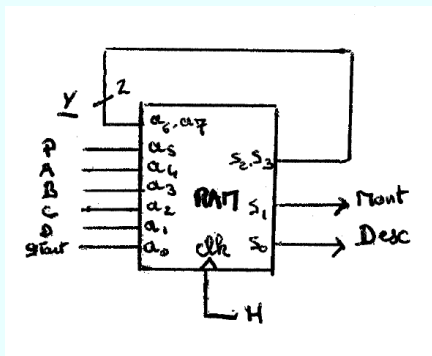 Y 2
a6.a7
P a5
A a4 S2.S3
B a3
C a2 RAM S1 Mont
D a1
Start a0 clk S0 Desc
H